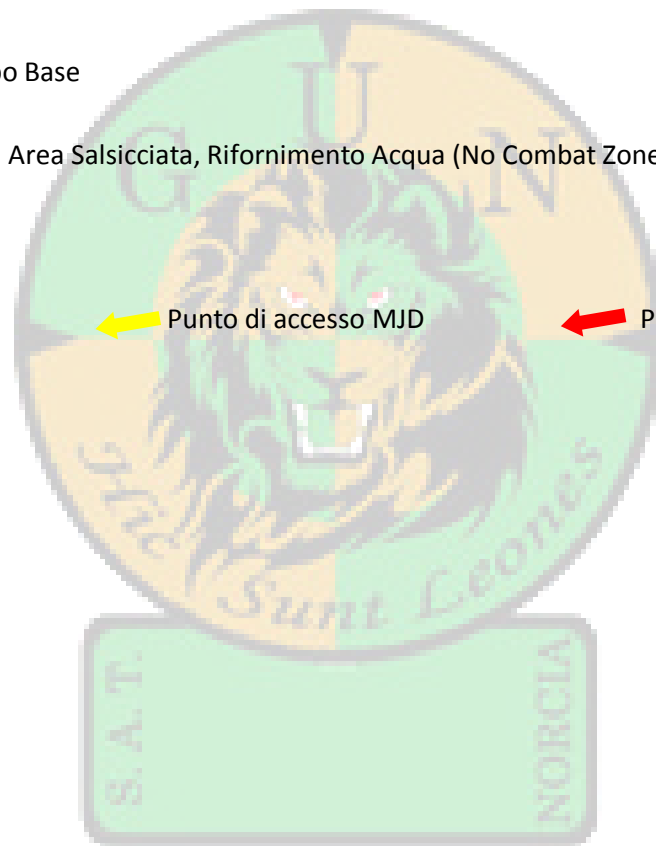 po Base
Area Salsicciata, Rifornimento Acqua (No Combat Zone
Punto di accesso MJD
P
G U N
Hic Sunt Leones
S. A. T.
NORCIA